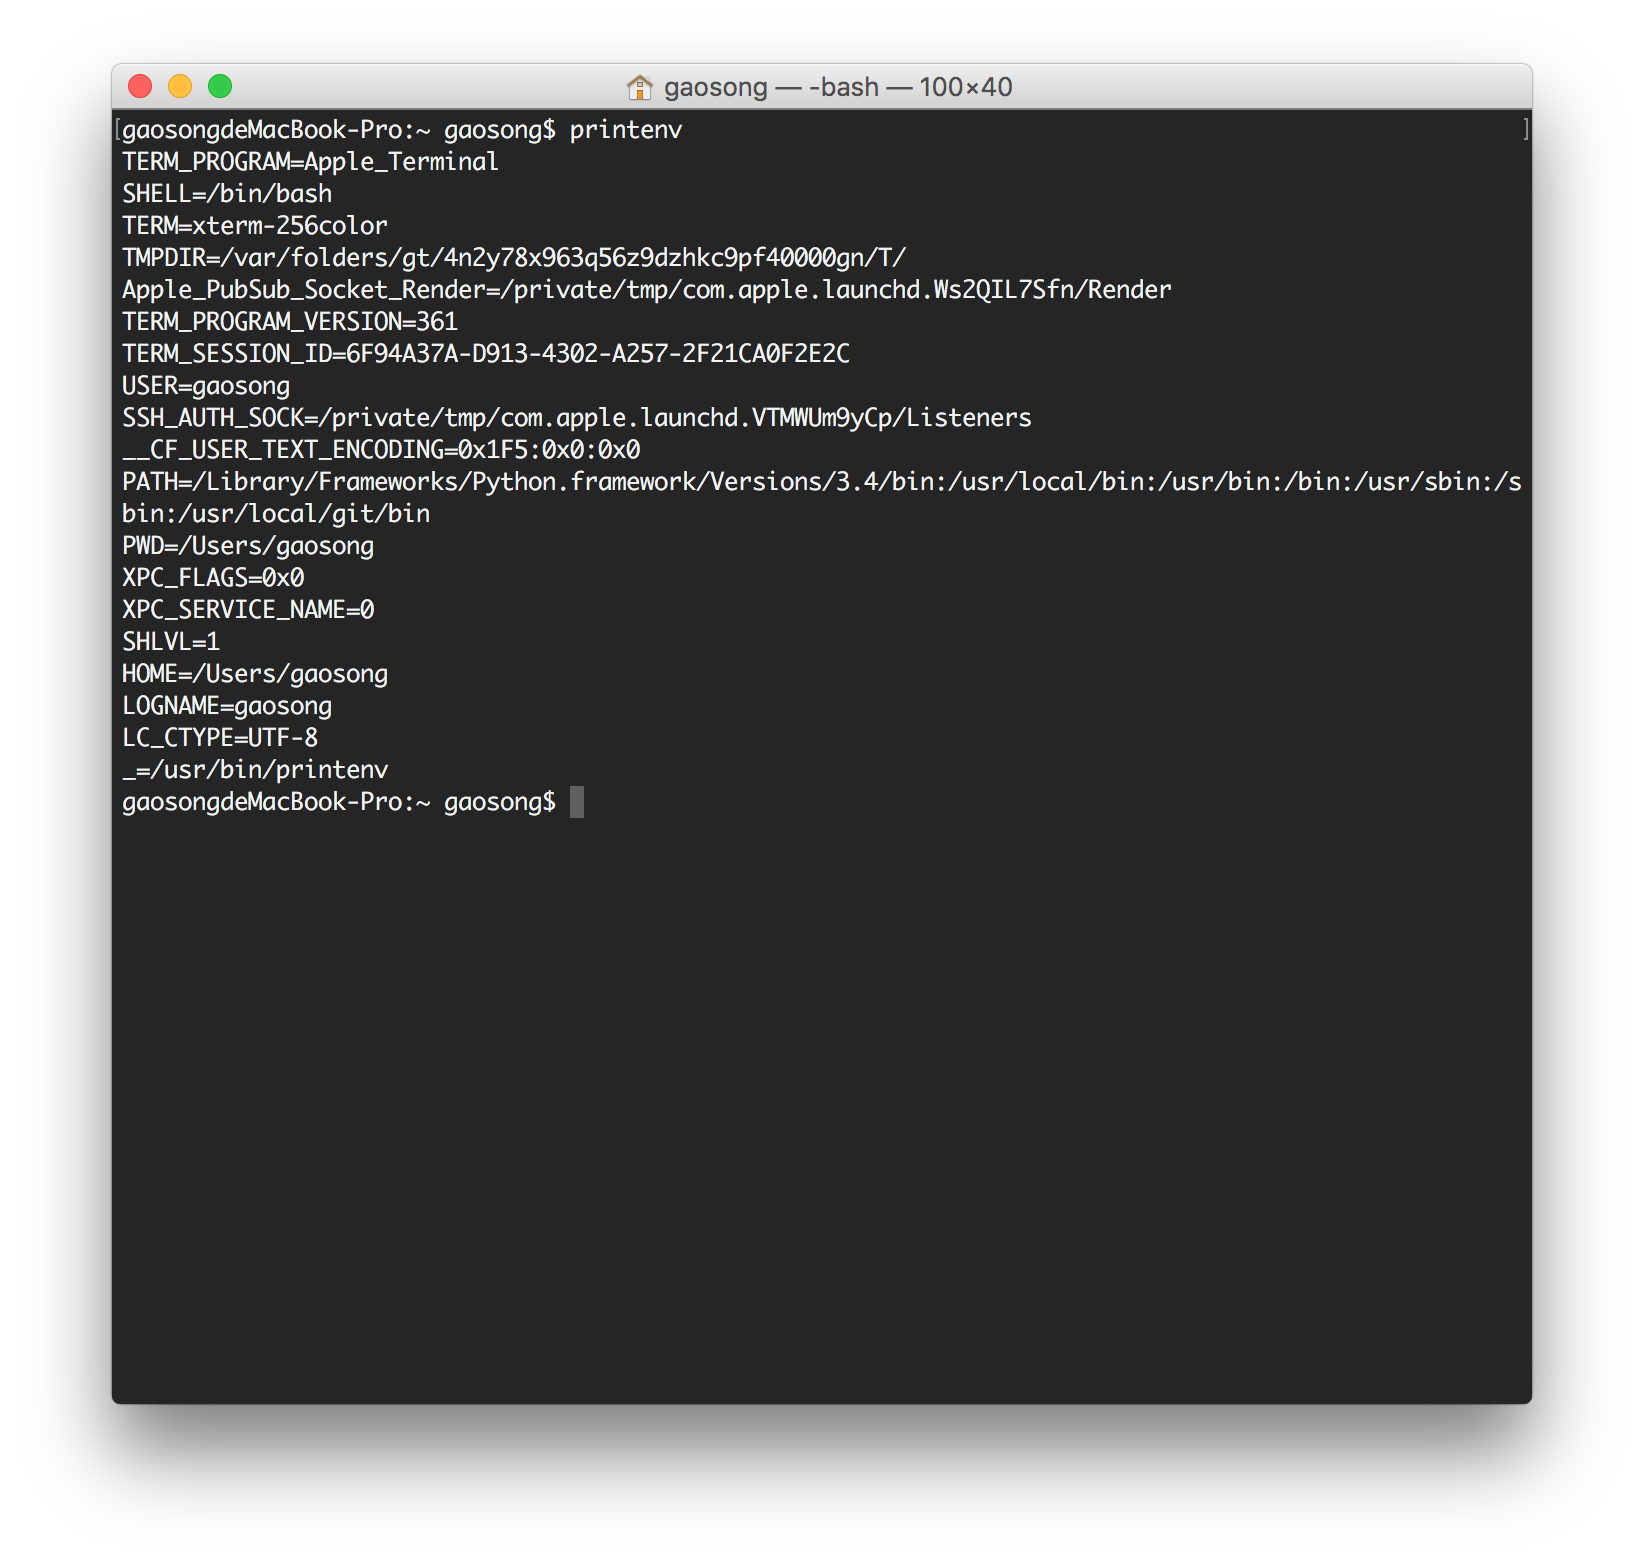 gaosong — -bash — 100×40
[gaosongdeMacBook-Pro:~ gaosong$ printenv ]
TERM_PROGRAM=Apple_Terminal
SHELL=/bin/bash
TERM=xterm-256color
TMPDIR=/var/folders/gt/4n2y78x963q56z9dzhkc9pf40000gn/T/
Apple_PubSub_Socket_Render=/private/tmp/com.apple.launchd.Ws2QIL7Sfn/Render
TERM_PROGRAM_VERSION=361
TERM_SESSION_ID=6F94A37A-D913-4302-A257-2F21CA0F2E2C
USER=gaosong
SSH_AUTH_SOCK=/private/tmp/com.apple.launchd.VTMWUm9yCp/Listeners
__CF_USER_TEXT_ENCODING=0x1F5:0x0:0x0
PATH=/Library/Frameworks/Python.framework/Versions/3.4/bin:/usr/local/bin:/usr/bin:/bin:/usr/sbin:/s
bin:/usr/local/git/bin
PWD=/Users/gaosong
XPC_FLAGS=0x0
XPC_SERVICE_NAME=0
SHLVL=1
HOME=/Users/gaosong
LOGNAME=gaosong
LC_CTYPE=UTF-8
_=/usr/bin/printenv
gaosongdeMacBook-Pro:~ gaosong$